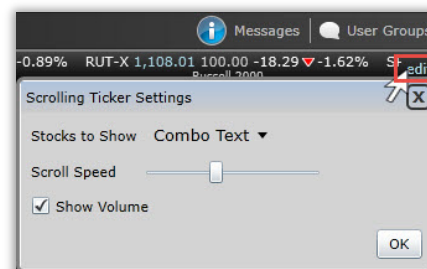 Messages User Groups
-0.89% RUT-X 1,108.01 100.00 -18.29 -1.62% S edi
Russell 2000
Scrolling Ticker Settings X
Stocks to Show Combo Text
Scroll Speed
Show Volume
OK